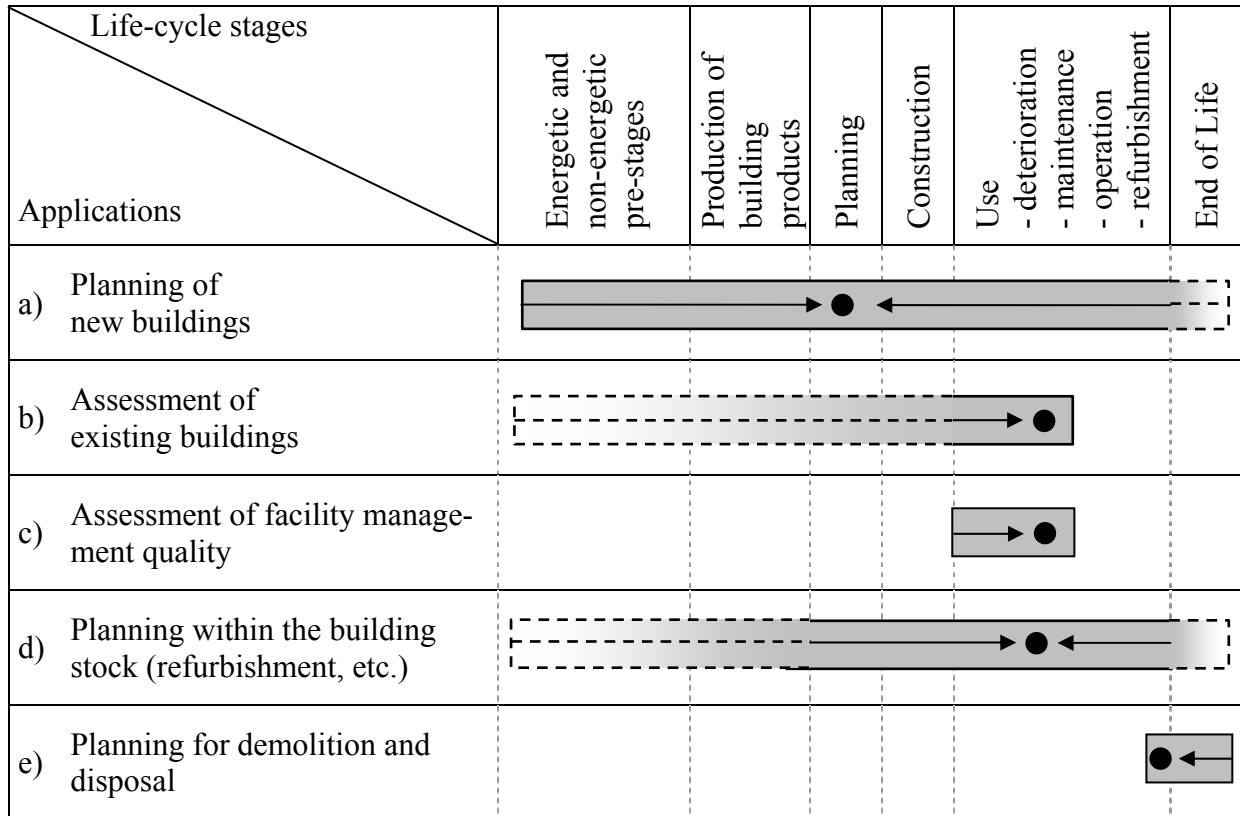 Life-cycle stages
Applications
Energetic and
non-energetic
pre-stages
Production of
building
products
Planning
Construction
Use
- deterioration
- maintenance
- operation
- refurbishment
End of Life
a) Planning of
new buildings
b) Assessment of
existing buildings
c) Assessment of facility manage-
ment quality
d) Planning within the building
stock (refurbishment, etc.)
e) Planning for demolition and
disposal